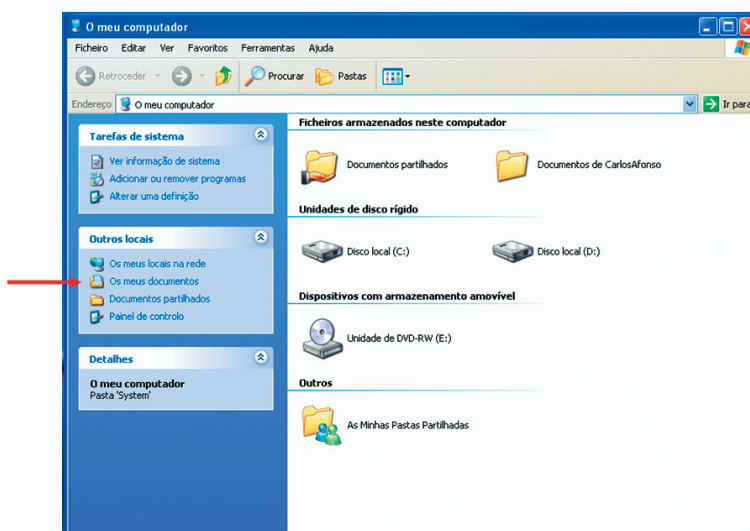 O meu computador
Ficheiro Editar Ver Favoritos Ferramentas Ajuda
Retroceder Procurar Pastas
Endereço O meu computador Ir para
Tarefas de sistema
Ver informação de sistema
Adicionar ou remover programas
Alterar uma definição
Outros locais
Os meus locais na rede
Os meus documentos
Documentos partilhados
Painel de controlo
Detalhes
O meu computador
Pasta 'System'
Ficheiros armazenados neste computador
Documentos partilhados Documentos de CarlosAfonso
Unidades de disco rígido
Disco local (C:) Disco local (D:)
Dispositivos com armazenamento amovível
Unidade de DVD-RW (E:)
Outros
As Minhas Pastas Partilhadas